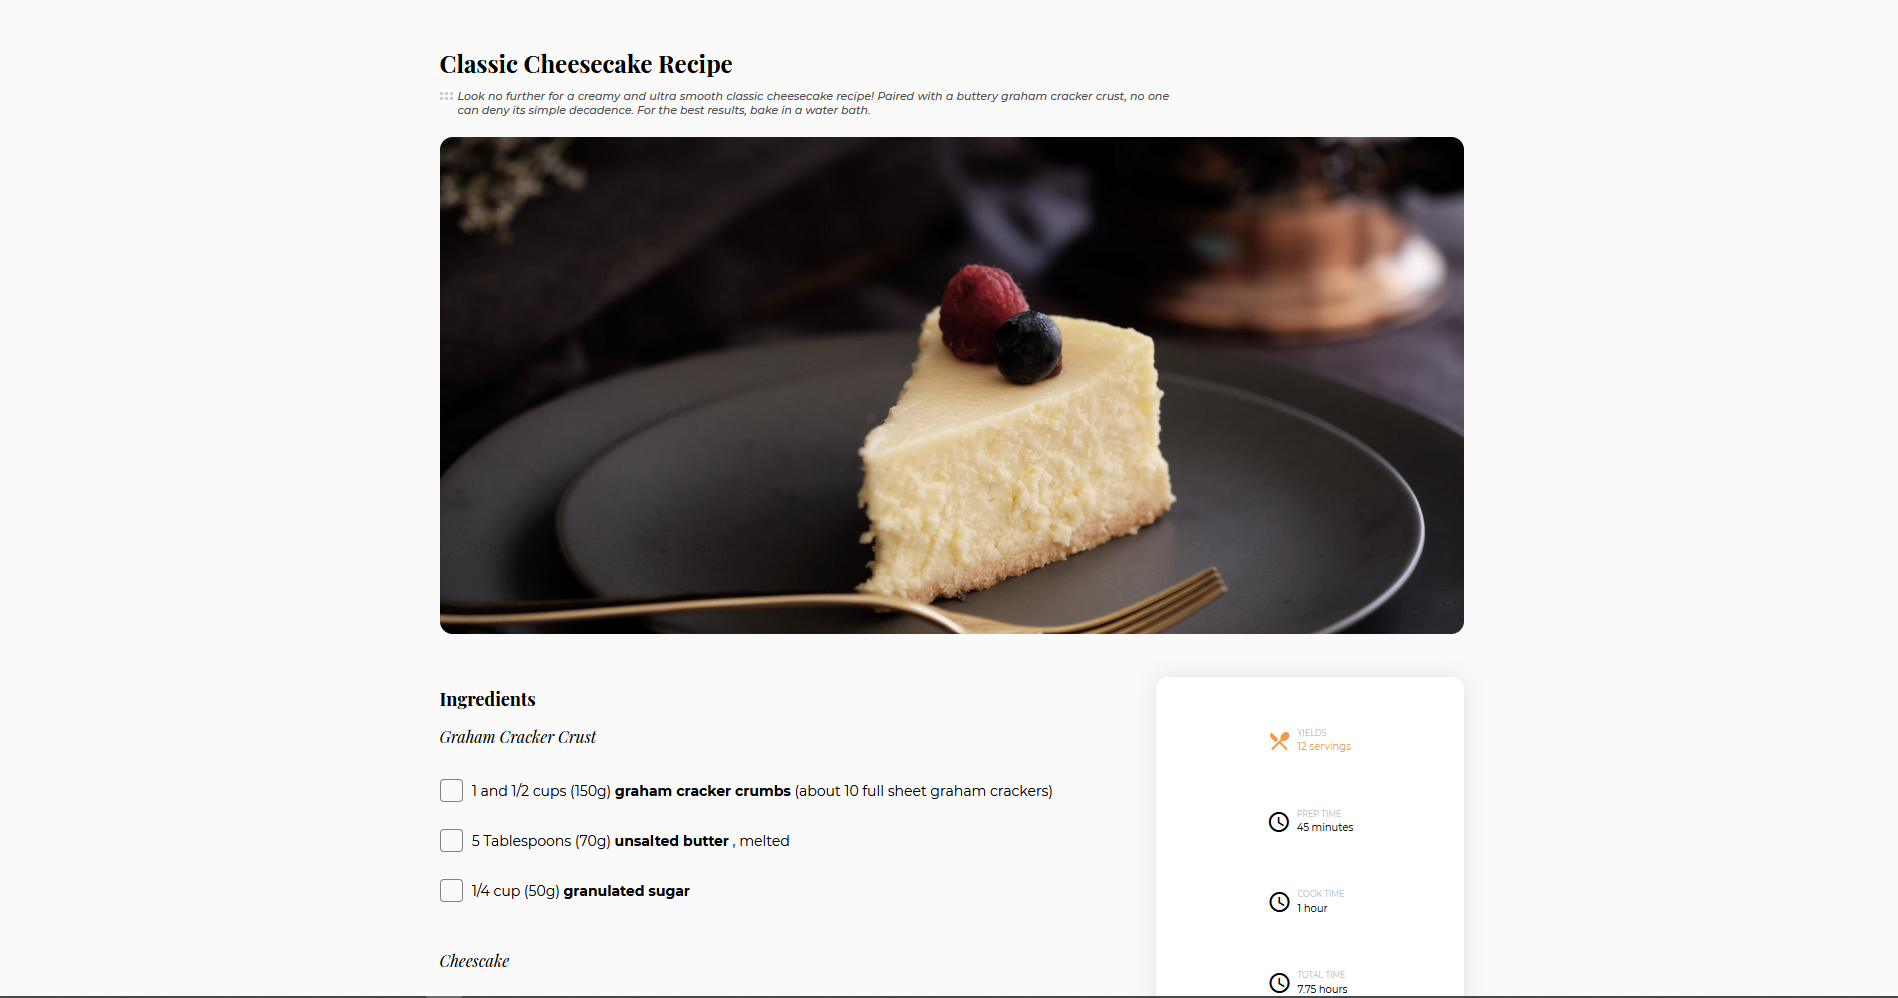 Classic Cheesecake Recipe
Look no further for a creamy and ultra smooth classic cheesecake recipe! Paired with a buttery graham cracker crust, no one
can deny its simple decadence. For the best results, bake in a water bath.
Ingredients
Graham Cracker Crust
1 and 1/2 cups (150g) graham cracker crumbs (about 10 full sheet graham crackers)
5 Tablespoons (70g) unsalted butter , melted
1/4 cup (50g) granulated sugar
Cheescake
YIELDS
12 servings
PREP TIME
45 minutes
COOK TIME
1 hour
TOTAL TIME
7.75 hours